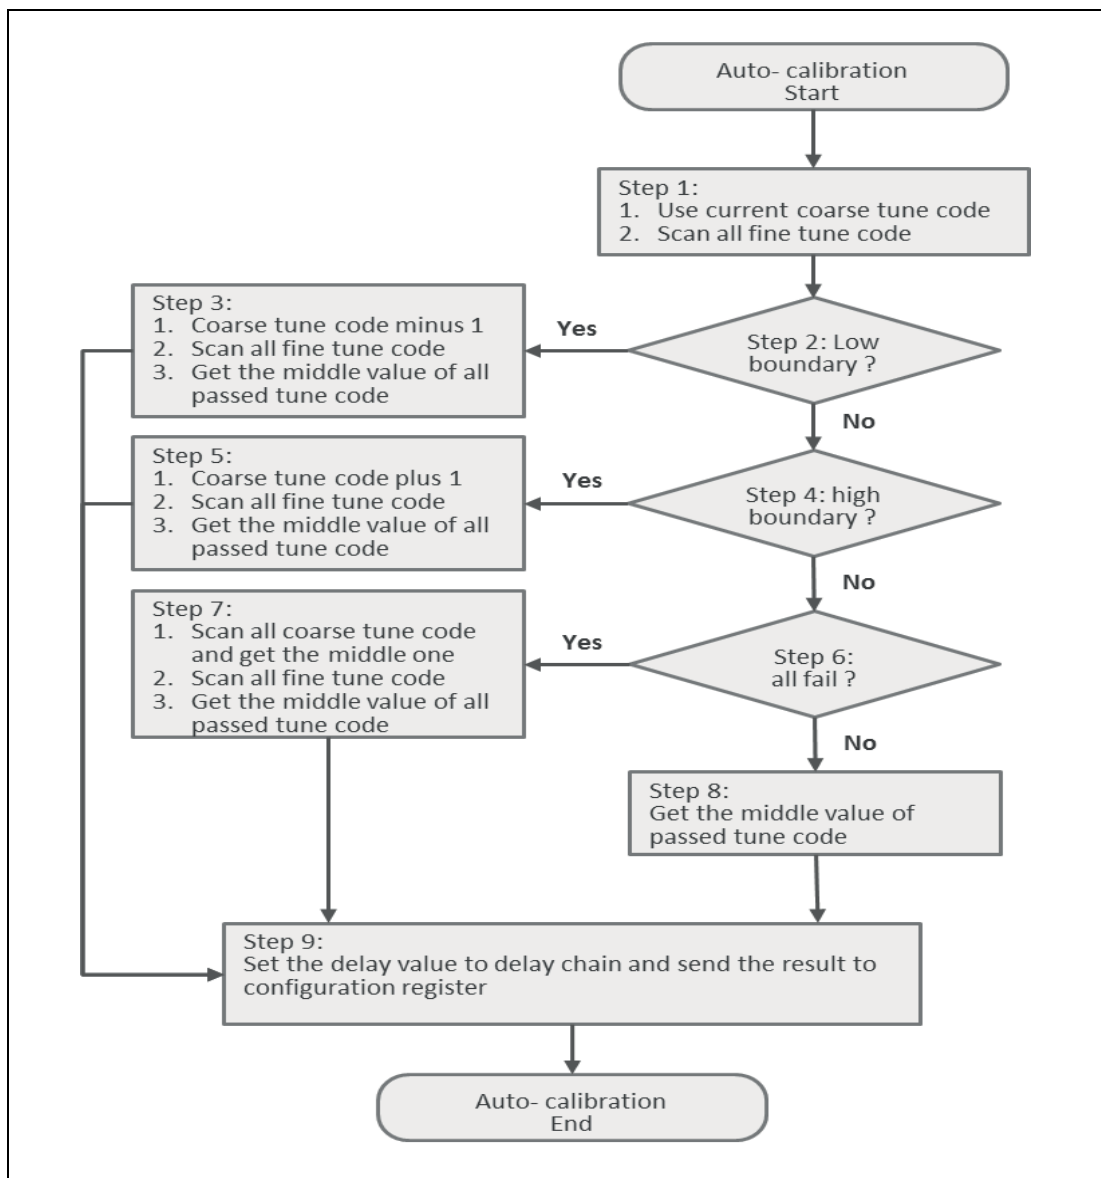 Auto- calibration
Start
Step 1:
1. Use current coarse tune code
2. Scan all fine tune code
Step 2: Low
boundary ?
Yes
No
Step 3:
1. Coarse tune code minus 1
2. Scan all fine tune code
3. Get the middle value of all
passed tune code
Step 4: high
boundary ?
Yes
No
Step 5:
1. Coarse tune code plus 1
2. Scan all fine tune code
3. Get the middle value of all
passed tune code
Step 6:
all fail ?
Yes
No
Step 7:
1. Scan all coarse tune code
and get the middle one
2. Scan all fine tune code
3. Get the middle value of all
passed tune code
Step 8:
Get the middle value of
passed tune code
Step 9:
Set the delay value to delay chain and send the result to
configuration register
Auto- calibration
End